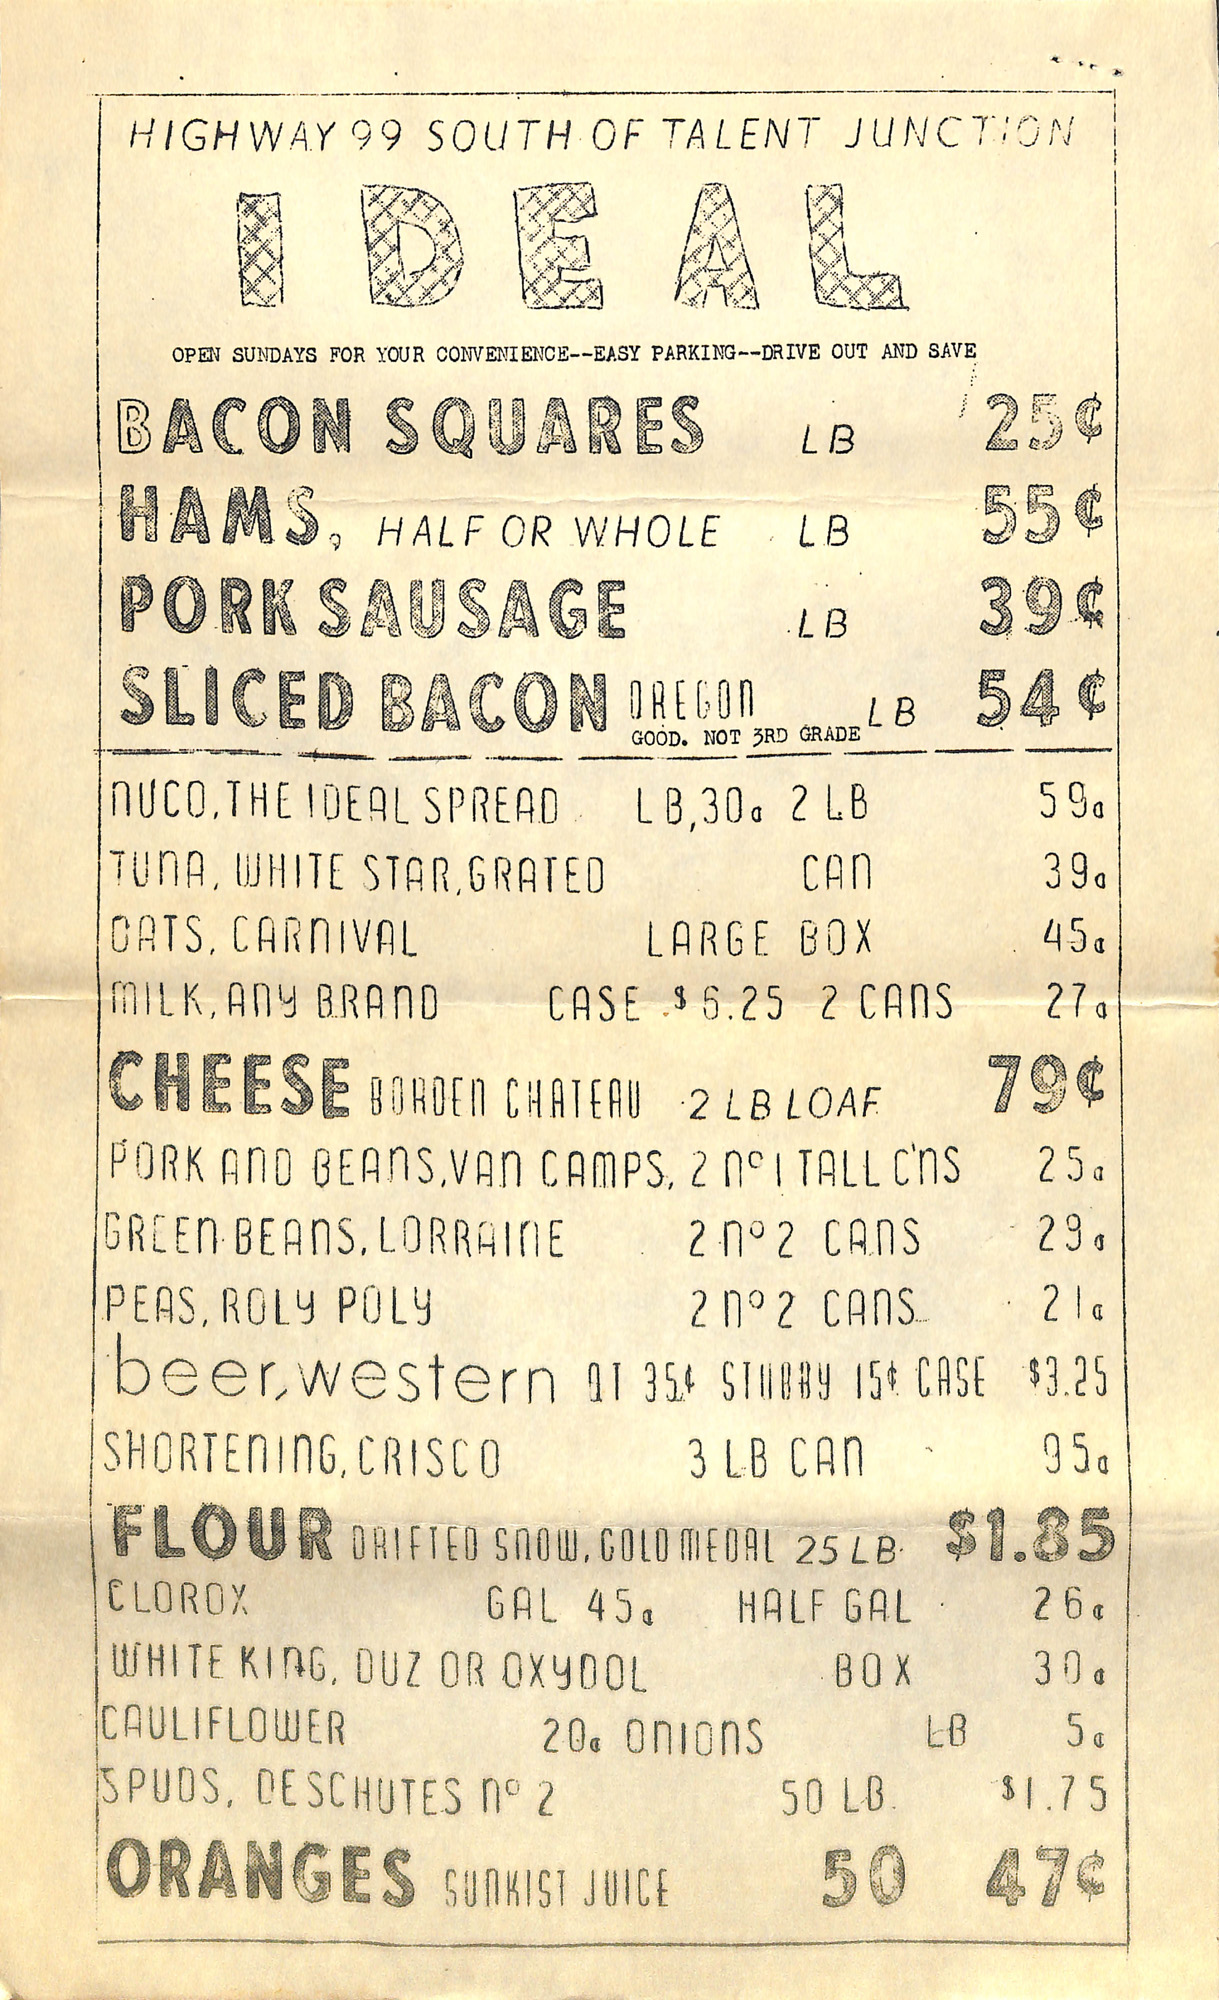 HIGHWAY 99 SOUTH OF TALENT JUNCTION
IDEAL
OPEN SUNDAYS FOR YOUR CONVENIENCE--EASY PARKING--DRIVE OUT AND SAVE
BACON SQUARES LB 25¢
HAMS, HALF OR WHOLE LB 55¢
PORK SAUSAGE LB 39¢
SLICED BACON OREGON LB 54¢
GOOD. NOT 3RD GRADE
NUCO, THE IDEAL SPREAD LB, 30¢ 2 LB 59¢
TUNA, WHITE STAR, GRATED CAN 39¢
OATS, CARNIVAL LARGE BOX 45¢
MILK, ANY BRAND CASE $6.25 2 CANS 27¢
CHEESE BORDEN CHATEAU 2 LB LOAF 79¢
PORK AND BEANS, VAN CAMPS, 2 Nº 1 TALL C'NS 25¢
GREEN BEANS, LORRAINE 2 Nº 2 CANS 29¢
PEAS, ROLY POLY 2 Nº 2 CANS 21¢
beer, western QT 35¢ STUBBY 15¢ CASE $3.25
SHORTENING, CRISCO 3 LB CAN 95¢
FLOUR DRIFTED SNOW, GOLD MEDAL 25 LB $1.85
CLOROX GAL 45¢ HALF GAL 26¢
WHITE KING, DUZ OR OXYDOL BOX 30¢
CAULIFLOWER 20¢ ONIONS LB 5¢
SPUDS, DESCHUTES Nº 2 50 LB. $1.75
ORANGES SUNKIST JUICE 50 47¢